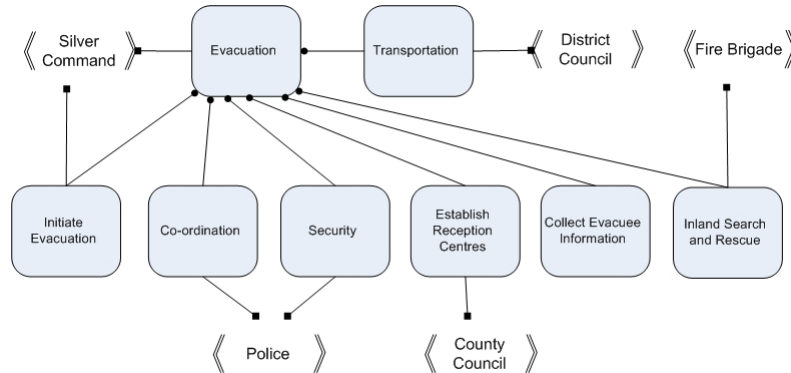 Silver
Command
Evacuation
Transportation
District
Council
Fire Brigade
Initiate
Evacuation
Co-ordination
Security
Establish
Reception
Centres
Collect Evacuee
Information
Inland Search
and Rescue
Police
County
Council